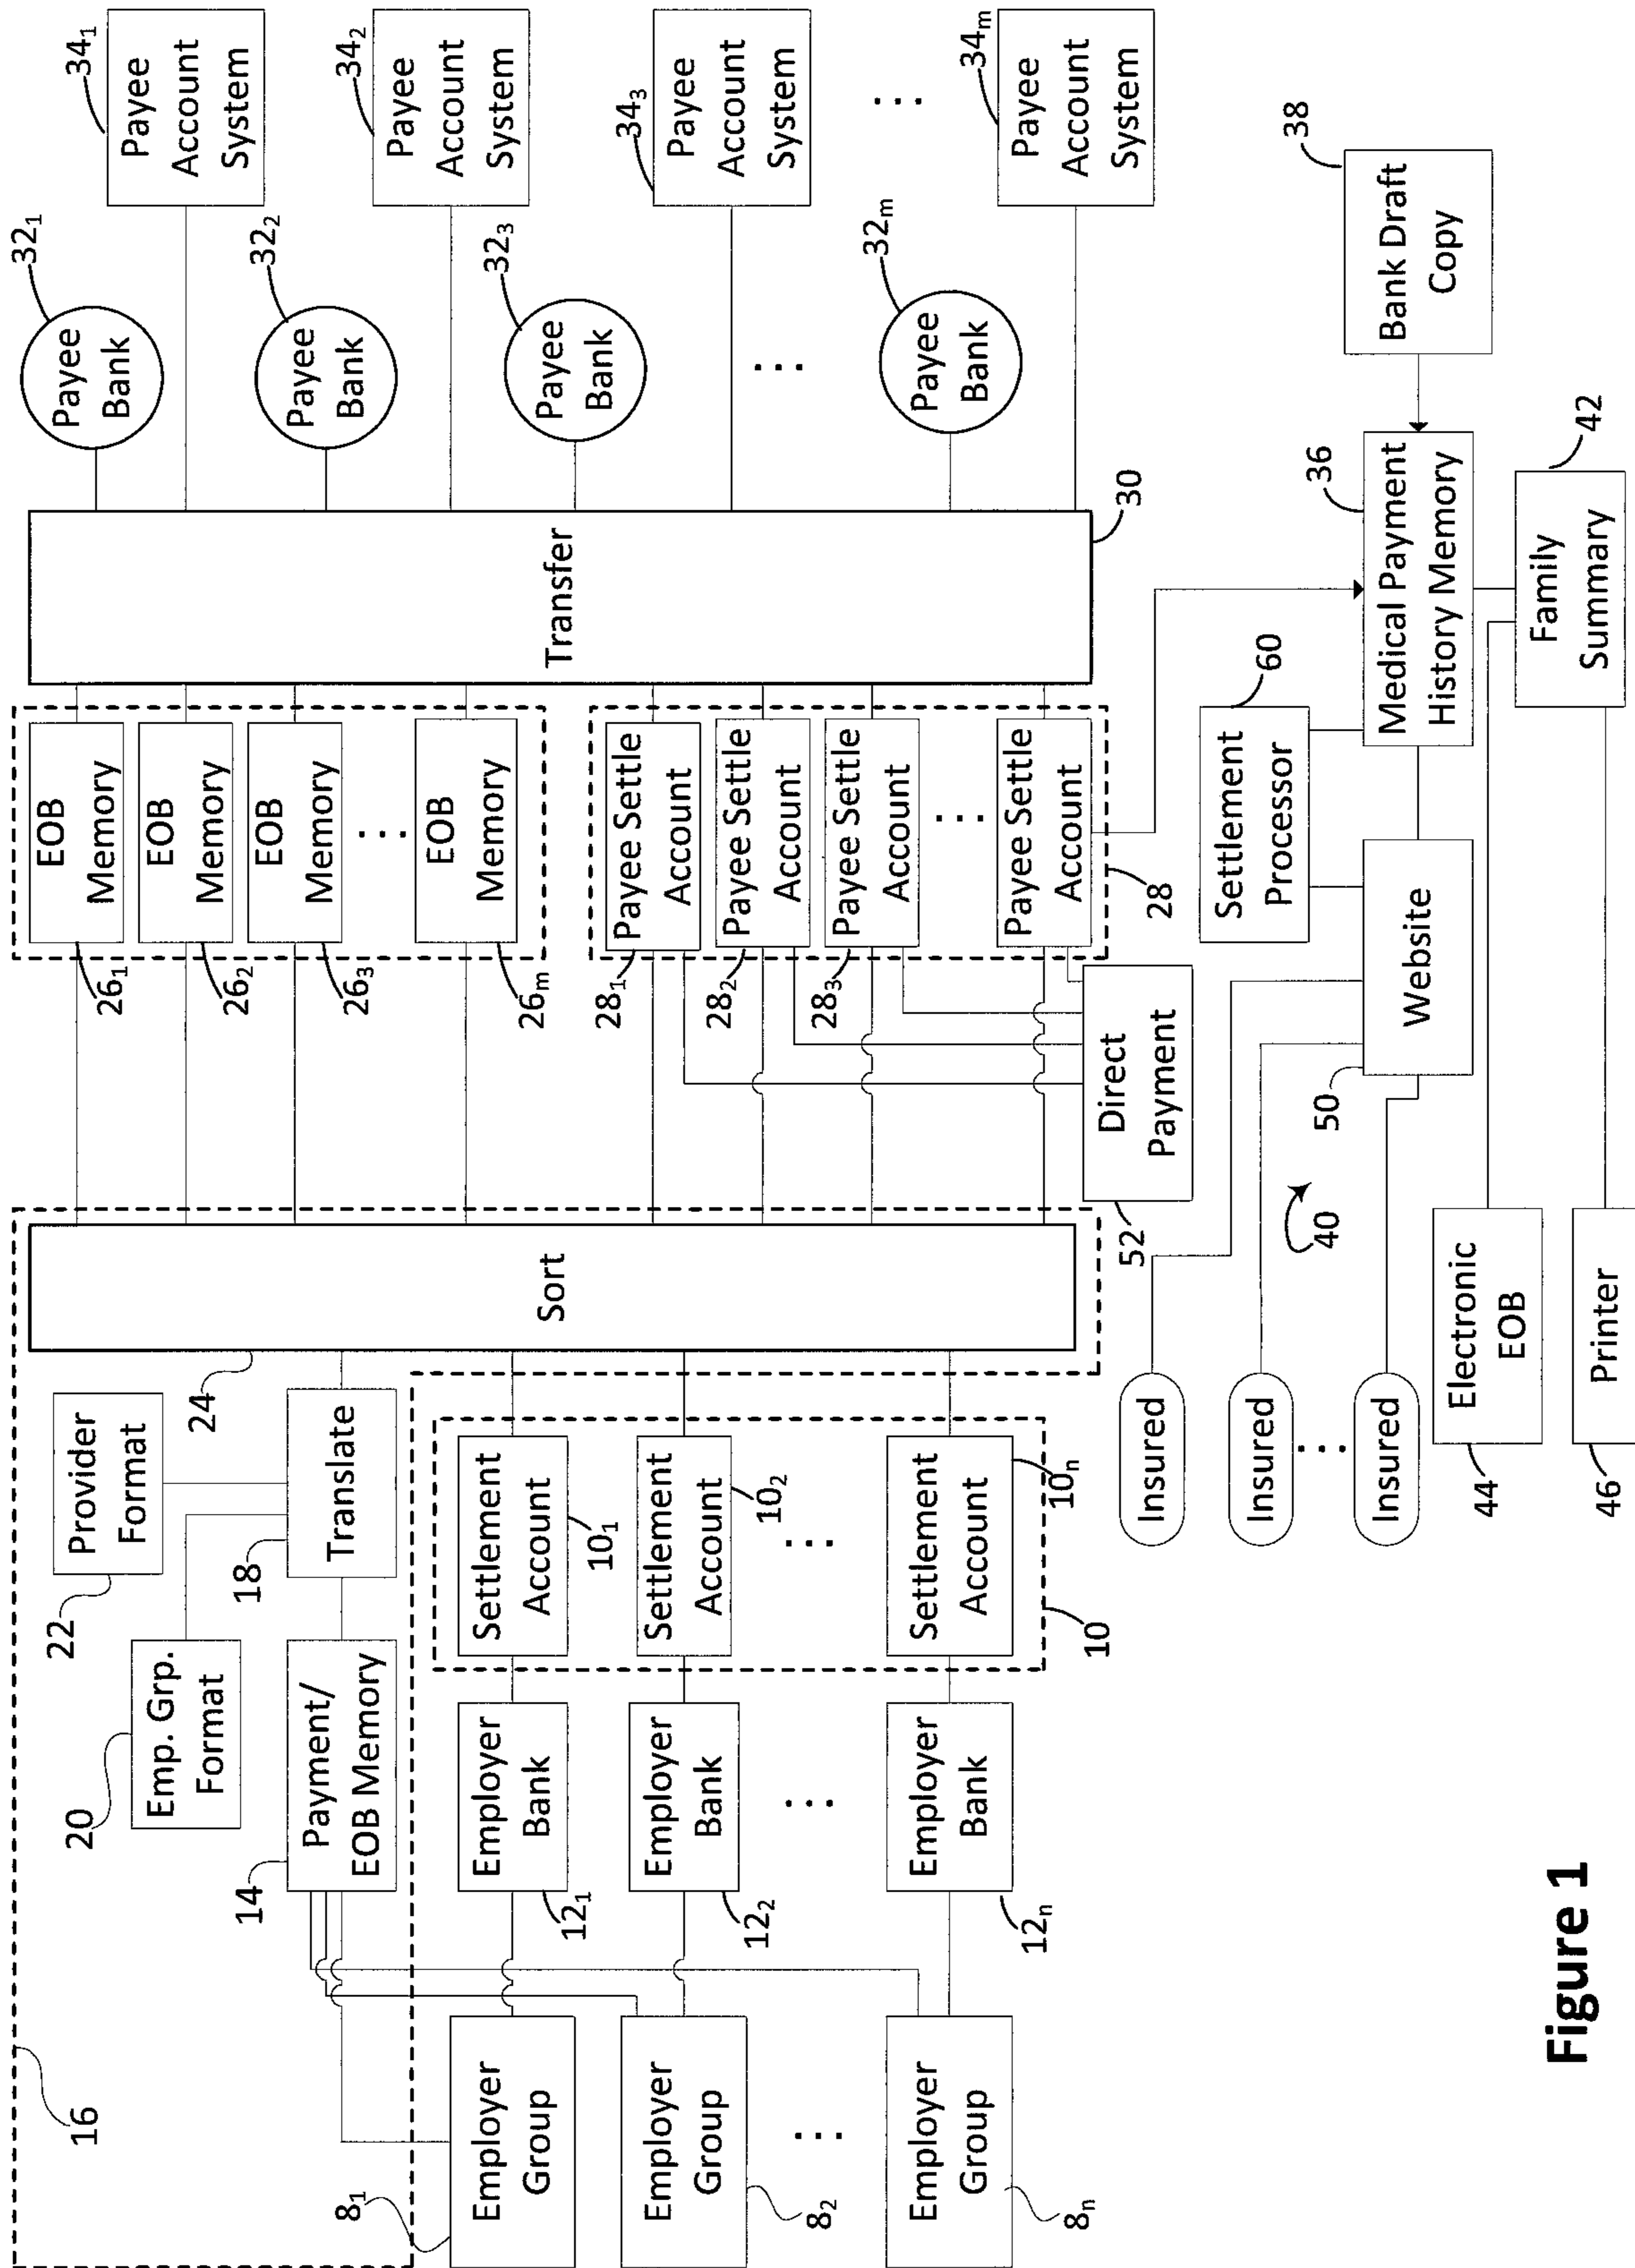 16
8₁
Employer
Group
8₂
Employer
Group
...
8ₙ
Employer
Group
20
Emp. Grp.
Format
22
Provider
Format
14
Payment/
EOB Memory
18
Translate
24
Sort
12₁
Employer
Bank
12₂
Employer
Bank
...
12ₙ
Employer
Bank
Settlement
Account
10₁
Settlement
Account
10₂
...
Settlement
Account
10ₙ
10
EOB
Memory
26₁
EOB
Memory
26₂
EOB
Memory
26₃
...
EOB
Memory
26ₘ
Payee Settle
Account
28₁
Payee Settle
Account
28₂
Payee Settle
Account
28₃
...
Payee Settle
Account
28
Direct
Payment
52
Transfer
30
Payee
Bank
32₁
Payee
Bank
32₂
Payee
Bank
32₃
...
Payee
Bank
32ₘ
Payee
Account
System
34₁
Payee
Account
System
34₂
Payee
Account
System
34₃
...
Payee
Account
System
34ₘ
Insured
Insured
...
Insured
40
50
Website
Settlement
Processor
60
Medical Payment
History Memory
36
Bank Draft
Copy
38
Family
Summary
42
Electronic
EOB
44
Printer
46
Figure 1